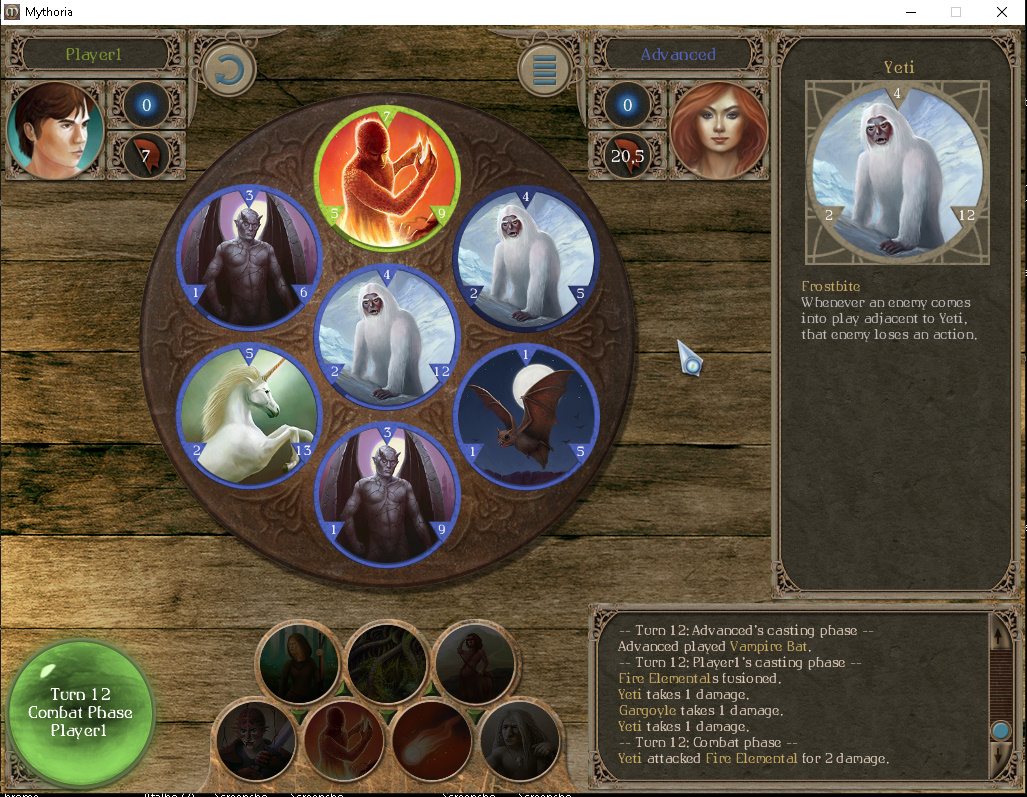 Mythoria
Player1
Advanced
0
7
0
20,5
Yeti
4
2
12
Frostbite
Whenever an enemy comes
into play adjacent to Yeti,
that enemy loses an action.
7
5
9
3
1
6
4
2
5
4
2
12
5
2
13
1
1
5
3
1
9
Turn 12
Combat Phase
Player1
-- Turn 12: Advanced's casting phase --
Advanced played Vampire Bat.
-- Turn 12: Player1's casting phase --
Fire Elementals fusioned.
Yeti takes 1 damage.
Gargoyle takes 1 damage.
Yeti takes 1 damage.
-- Turn 12: Combat phase --
Yeti attacked Fire Elemental for 2 damage.